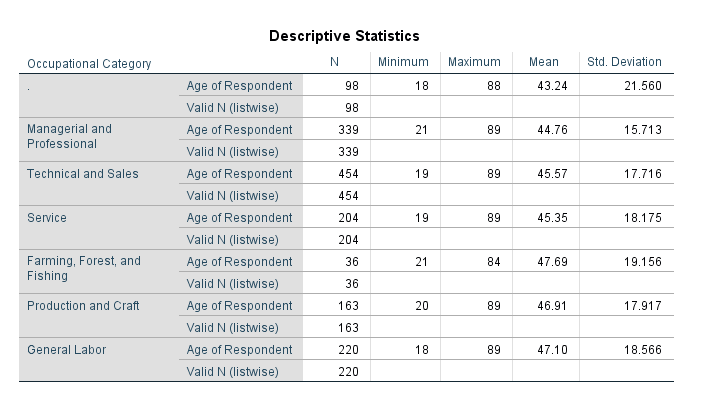 Descriptive Statistics
Occupational Category N Minimum Maximum Mean Std. Deviation
. Age of Respondent 98 18 88 43.24 21.560
Valid N (listwise) 98
Managerial and Professional Age of Respondent 339 21 89 44.76 15.713
Valid N (listwise) 339
Technical and Sales Age of Respondent 454 19 89 45.57 17.716
Valid N (listwise) 454
Service Age of Respondent 204 19 89 45.35 18.175
Valid N (listwise) 204
Farming, Forest, and Fishing Age of Respondent 36 21 84 47.69 19.156
Valid N (listwise) 36
Production and Craft Age of Respondent 163 20 89 46.91 17.917
Valid N (listwise) 163
General Labor Age of Respondent 220 18 89 47.10 18.566
Valid N (listwise) 220